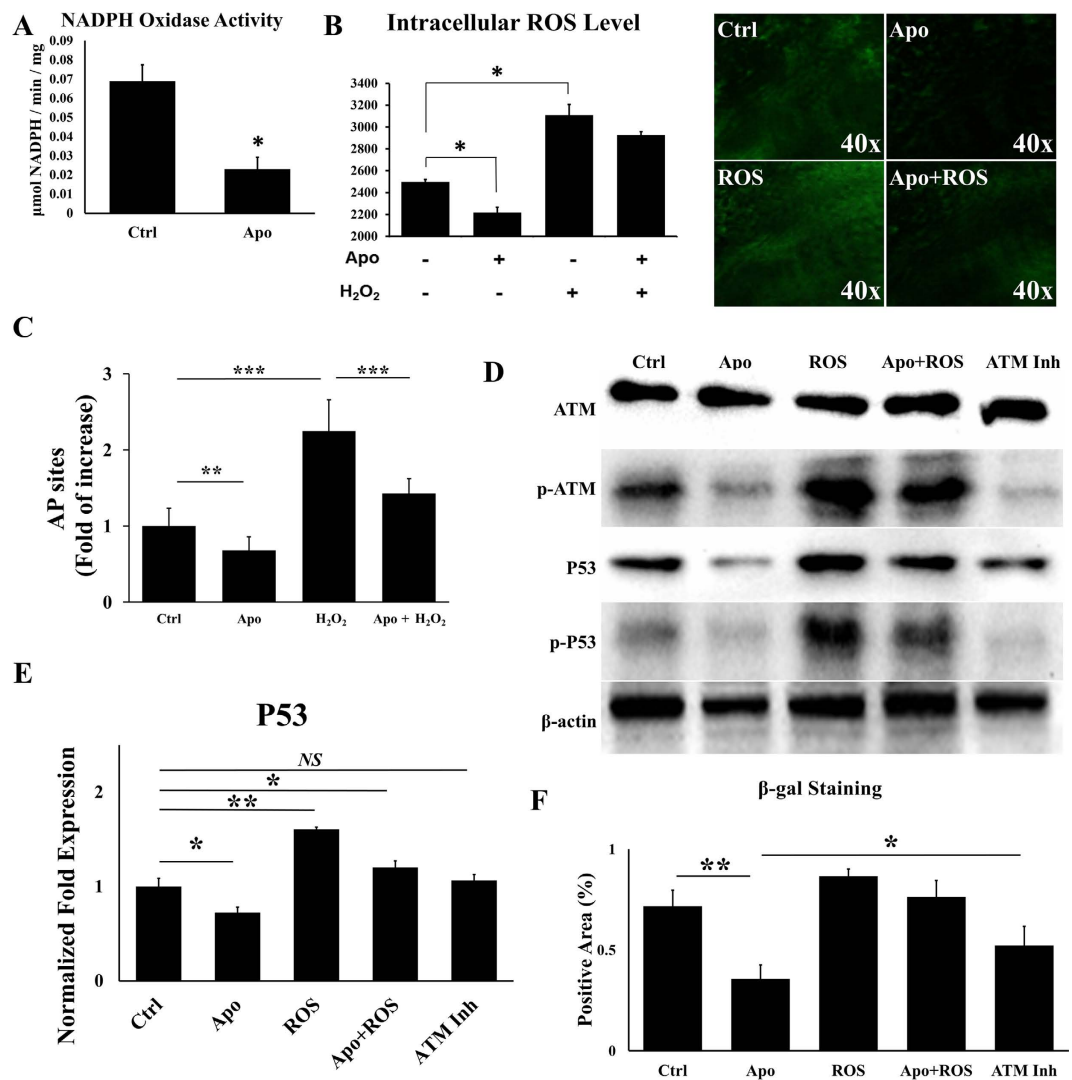 A
NADPH Oxidase Activity
µmol NADPH / min / mg
0.09
0.08
0.07
0.06
0.05
0.04
0.03
0.02
0.01
0
*
Ctrl Apo
B
Intracellular ROS Level
3400
3200
3000
2800
2600
2400
2200
2000
*
*
Apo - + - +
H₂O₂ - - + +
Ctrl
40x
Apo
40x
ROS
40x
Apo+ROS
40x
C
AP sites
(Fold of increase)
3
2
1
0
*** ***
**
Ctrl Apo H₂O₂ Apo + H₂O₂
D
Ctrl Apo ROS Apo+ROS ATM Inh
ATM
p-ATM
P53
p-P53
β-actin
E
P53
Normalized Fold Expression
2
1
0
NS
*
**
*
Ctrl Apo ROS Apo+ROS ATM Inh
F
β-gal Staining
Positive Area (%)
1
0.5
0
** *
Ctrl Apo ROS Apo+ROS ATM Inh